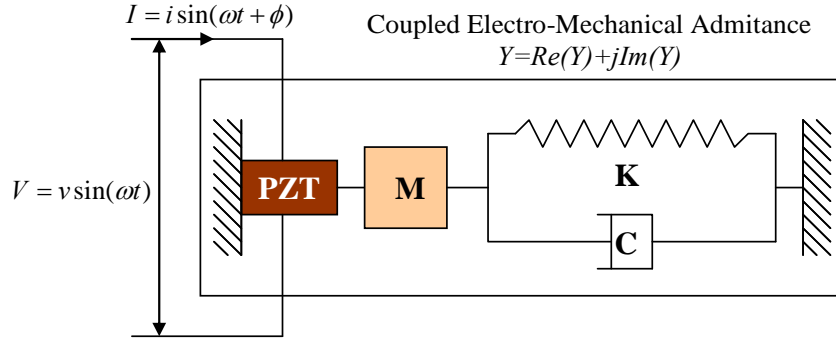 I = i sin(ωt + ϕ)
Coupled Electro-Mechanical Admitance
Y=Re(Y)+jIm(Y)
V = v sin(ωt)
PZT
M
K
C